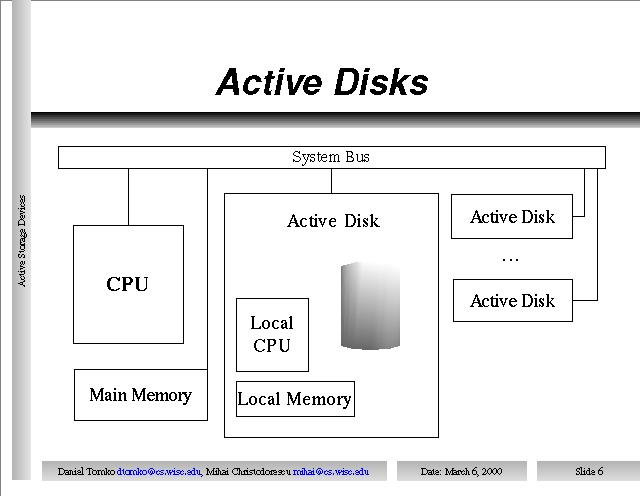 Active Disks
System Bus
Active Storage Devices
CPU
Main Memory
Active Disk
Local
CPU
Local Memory
Active Disk
...
Active Disk
Daniel Tomko dtomko@cs.wisc.edu, Mihai Christodorescu mihai@cs.wisc.edu
Date: March 6, 2000
Slide 6